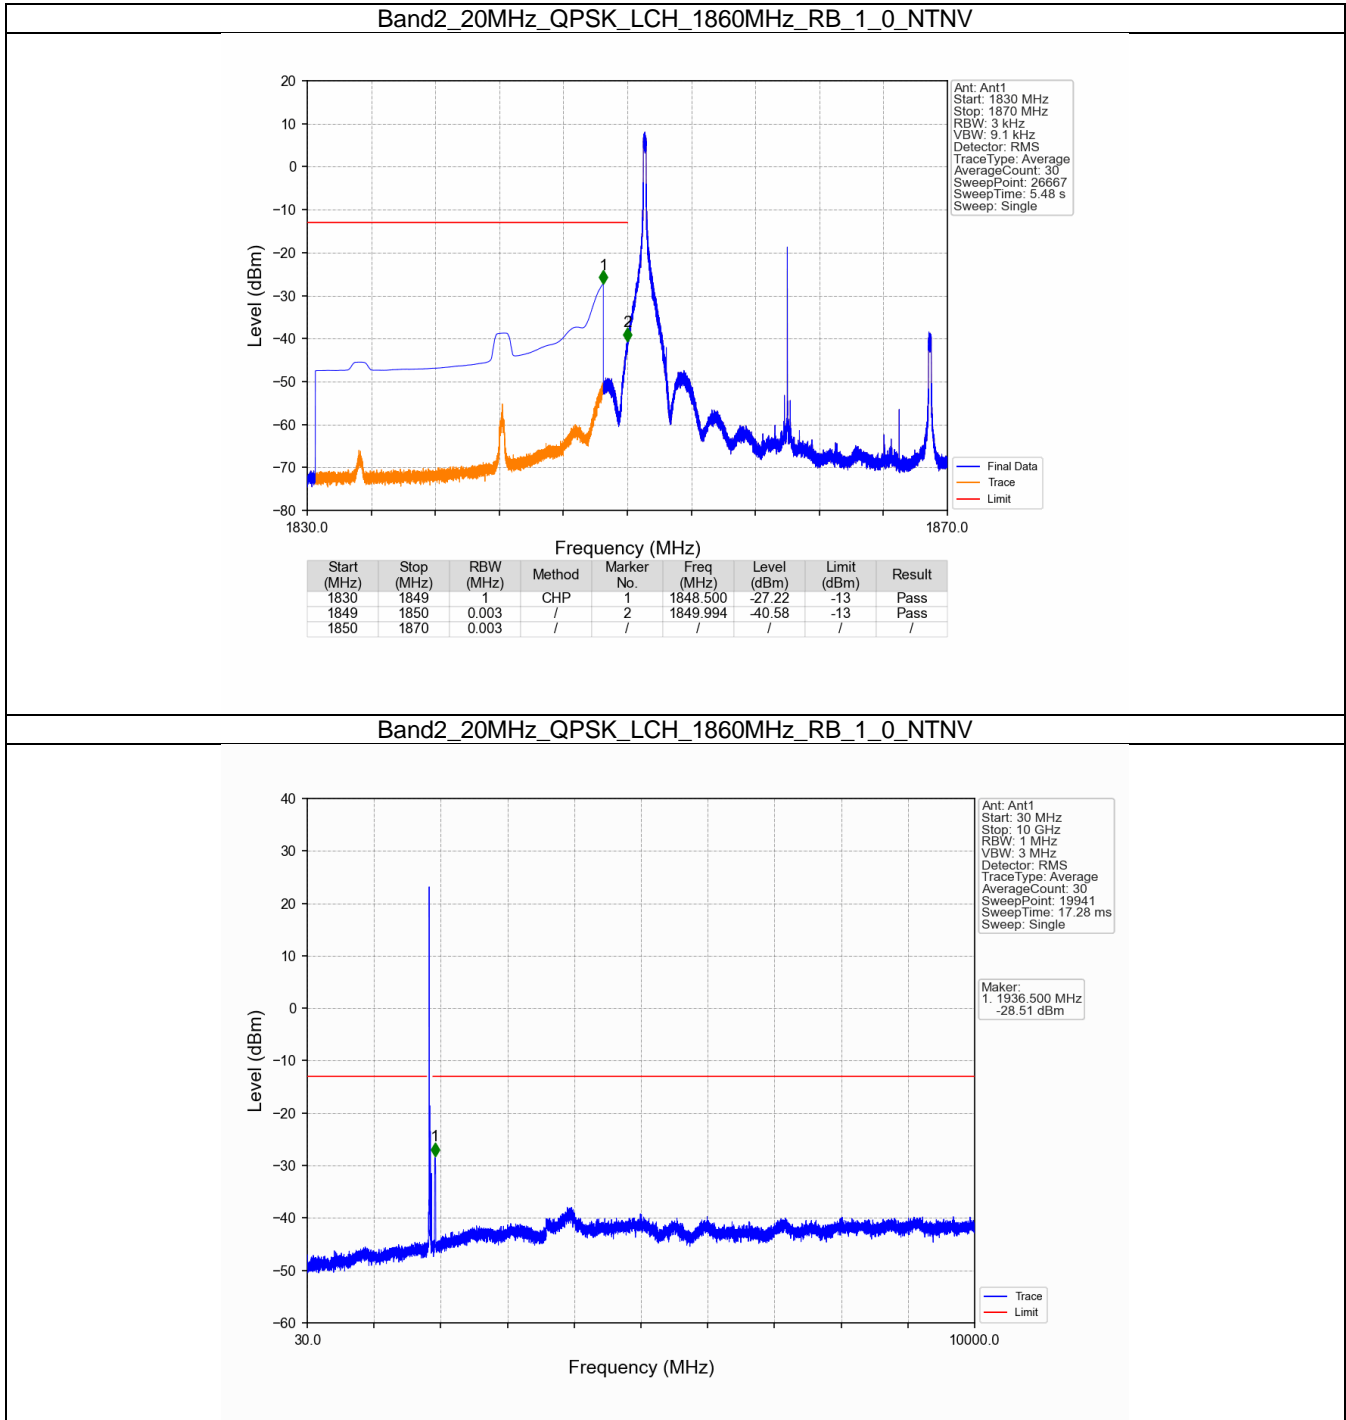 Band2_20MHz_QPSK_LCH_1860MHz_RB_1_0_NTNV
20
10
0
−10
−20
−30
−40
−50
−60
−70
−80
Level (dBm)
1
2
1830.0
1870.0
Frequency (MHz)
Ant: Ant1
Start: 1830 MHz
Stop: 1870 MHz
RBW: 3 kHz
VBW: 9.1 kHz
Detector: RMS
TraceType: Average
AverageCount: 30
SweepPoint: 26667
SweepTime: 5.48 s
Sweep: Single
Final Data
Trace
Limit
Start (MHz) Stop (MHz) RBW (MHz) Method Marker No. Freq (MHz) Level (dBm) Limit (dBm) Result
1830 1849 1 CHP 1 1848.500 -27.22 -13 Pass
1849 1850 0.003 / 2 1849.994 -40.58 -13 Pass
1850 1870 0.003 / / / / / /
Band2_20MHz_QPSK_LCH_1860MHz_RB_1_0_NTNV
40
30
20
10
0
−10
−20
−30
−40
−50
−60
Level (dBm)
1
30.0
10000.0
Frequency (MHz)
Ant: Ant1
Start: 30 MHz
Stop: 10 GHz
RBW: 1 MHz
VBW: 3 MHz
Detector: RMS
TraceType: Average
AverageCount: 30
SweepPoint: 19941
SweepTime: 17.28 ms
Sweep: Single
Maker:
1. 1936.500 MHz
-28.51 dBm
Trace
Limit